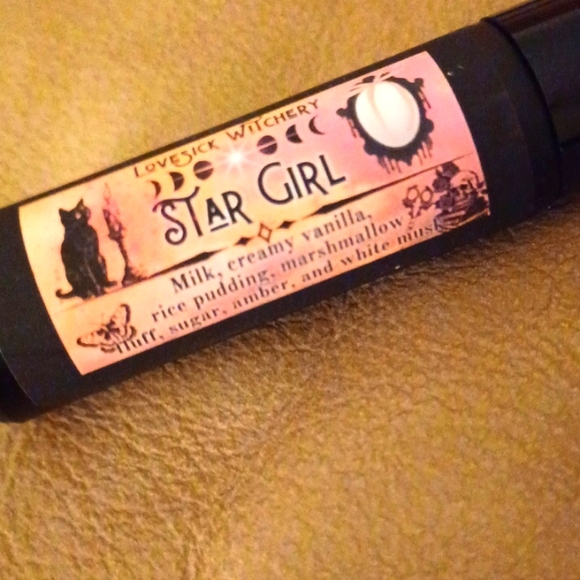 LOVESICK WITCHERY
STAR GIRL
Milk, creamy vanilla,
rice pudding, marshmallow
fluff, sugar, amber, and white musk